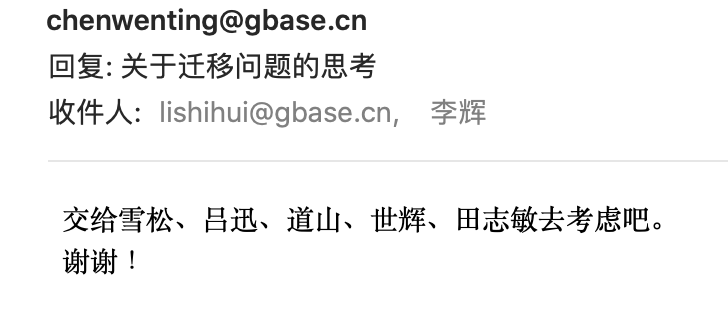 chenwenting@gbase.cn
回复: 关于迁移问题的思考
收件人: lishihui@gbase.cn, 李辉
交给雪松、吕迅、道山、世辉、田志敏去考虑吧。
谢谢！